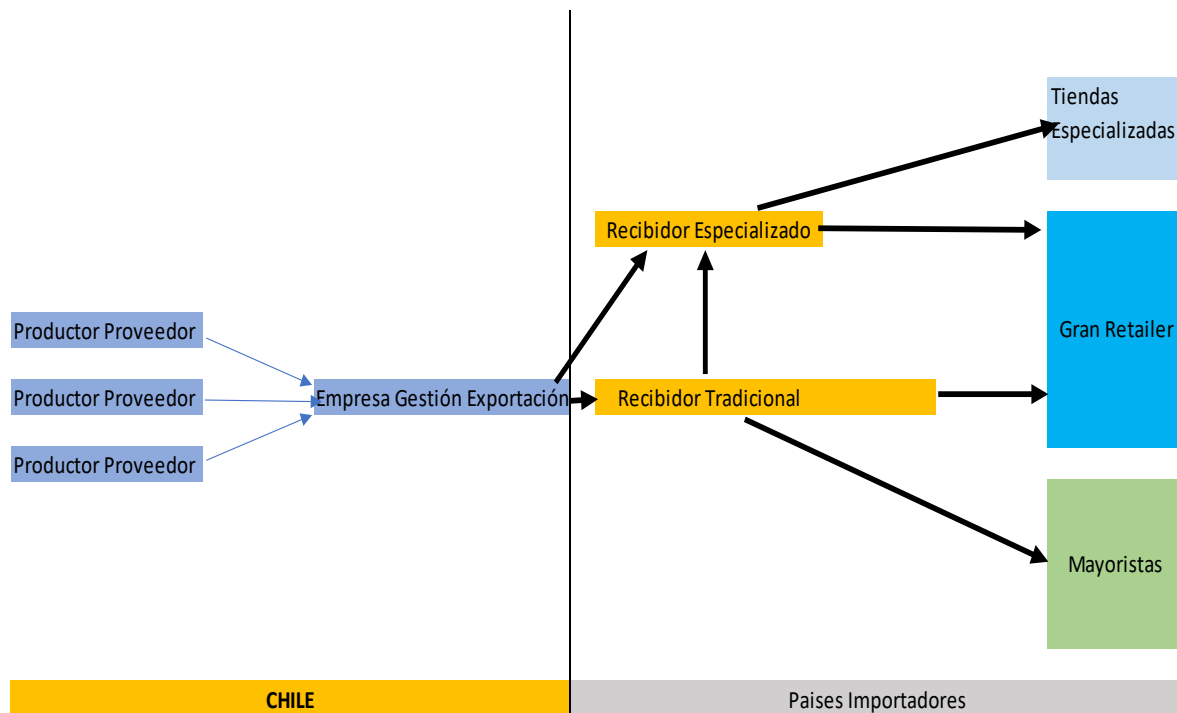 Tiendas
Especializadas
Recibidor Especializado
Productor Proveedor
Gran Retailer
Productor Proveedor
Empresa Gestión Exportación
Recibidor Tradicional
Productor Proveedor
Mayoristas
CHILE
Paises Importadores